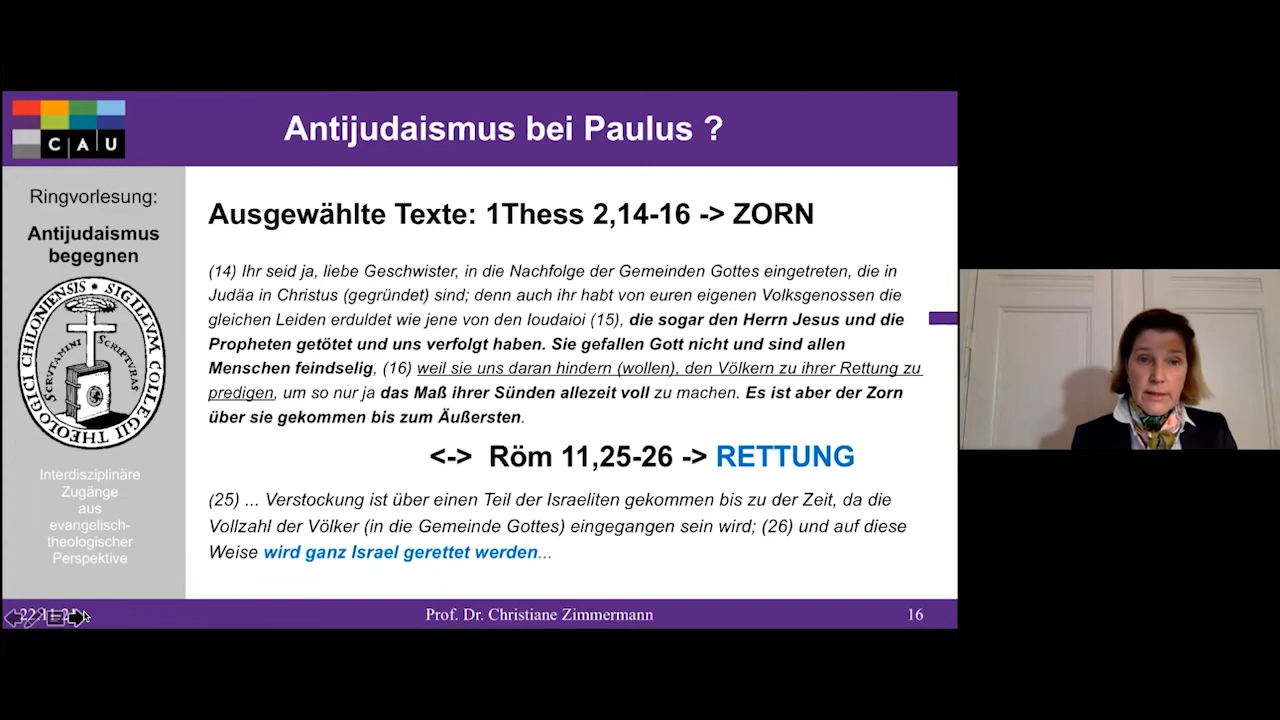 C|A|U
Antijudaismus bei Paulus ?
Ringvorlesung:
Antijudaismus
begegnen
SIGILLVM COLLEGII THEOLOGICI CHILONIENSIS
SCRUTAMINI SCRIPTURAS
Interdisziplinäre
Zugänge
aus
evangelisch-
theologischer
Perspektive
Ausgewählte Texte: 1Thess 2,14-16 -> ZORN
(14) Ihr seid ja, liebe Geschwister, in die Nachfolge der Gemeinden Gottes eingetreten, die in
Judäa in Christus (gegründet) sind; denn auch ihr habt von euren eigenen Volksgenossen die
gleichen Leiden erduldet wie jene von den Ioudaioi (15), die sogar den Herrn Jesus und die
Propheten getötet und uns verfolgt haben. Sie gefallen Gott nicht und sind allen
Menschen feindselig, (16) weil sie uns daran hindern (wollen), den Völkern zu ihrer Rettung zu
predigen, um so nur ja das Maß ihrer Sünden allezeit voll zu machen. Es ist aber der Zorn
über sie gekommen bis zum Äußersten.
<-> Röm 11,25-26 -> RETTUNG
(25) ... Verstockung ist über einen Teil der Israeliten gekommen bis zu der Zeit, da die
Vollzahl der Völker (in die Gemeinde Gottes) eingegangen sein wird; (26) und auf diese
Weise wird ganz Israel gerettet werden...
Prof. Dr. Christiane Zimmermann
16